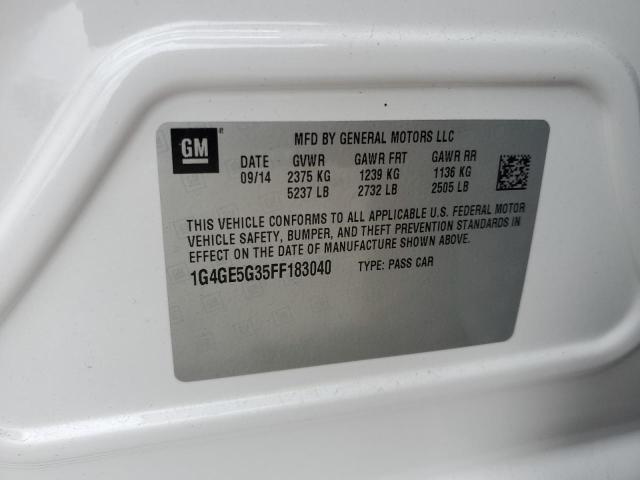 GM
MFD BY GENERAL MOTORS LLC
DATE GVWR GAWR FRT GAWR RR
09/14 2375 KG 1239 KG 1136 KG
5237 LB 2732 LB 2505 LB
THIS VEHICLE CONFORMS TO ALL APPLICABLE U.S. FEDERAL MOTOR
VEHICLE SAFETY, BUMPER, AND THEFT PREVENTION STANDARDS IN
EFFECT ON THE DATE OF MANUFACTURE SHOWN ABOVE.
1G4GE5G35FF183040 TYPE: PASS CAR